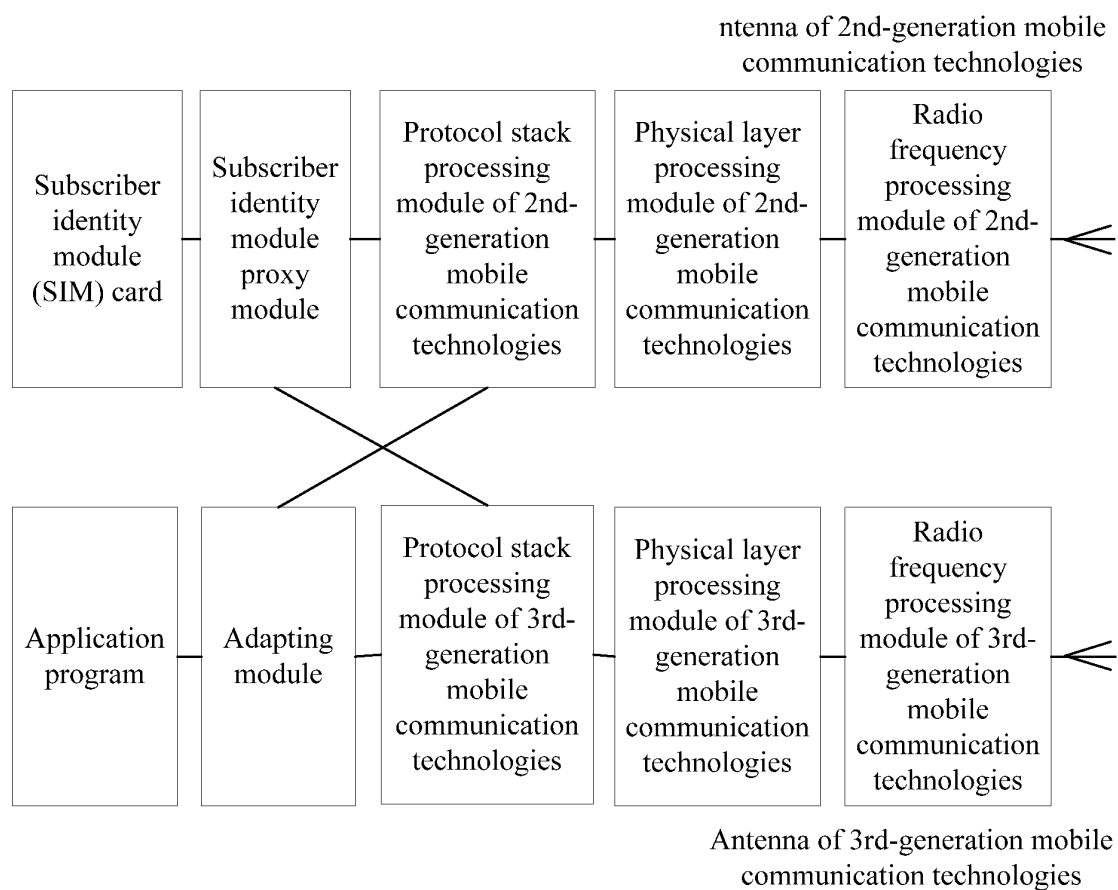 ntenna of 2nd-generation mobile
communication technologies
Subscriber
identity
module
(SIM) card
Subscriber
identity
module
proxy
module
Protocol stack
processing
module of 2nd-
generation
mobile
communication
technologies
Physical layer
processing
module of 2nd-
generation
mobile
communication
technologies
Radio
frequency
processing
module of 2nd-
generation
mobile
communication
technologies
Application
program
Adapting
module
Protocol stack
processing
module of 3rd-
generation
mobile
communication
technologies
Physical layer
processing
module of 3rd-
generation
mobile
communication
technologies
Radio
frequency
processing
module of 3rd-
generation
mobile
communication
technologies
Antenna of 3rd-generation mobile
communication technologies